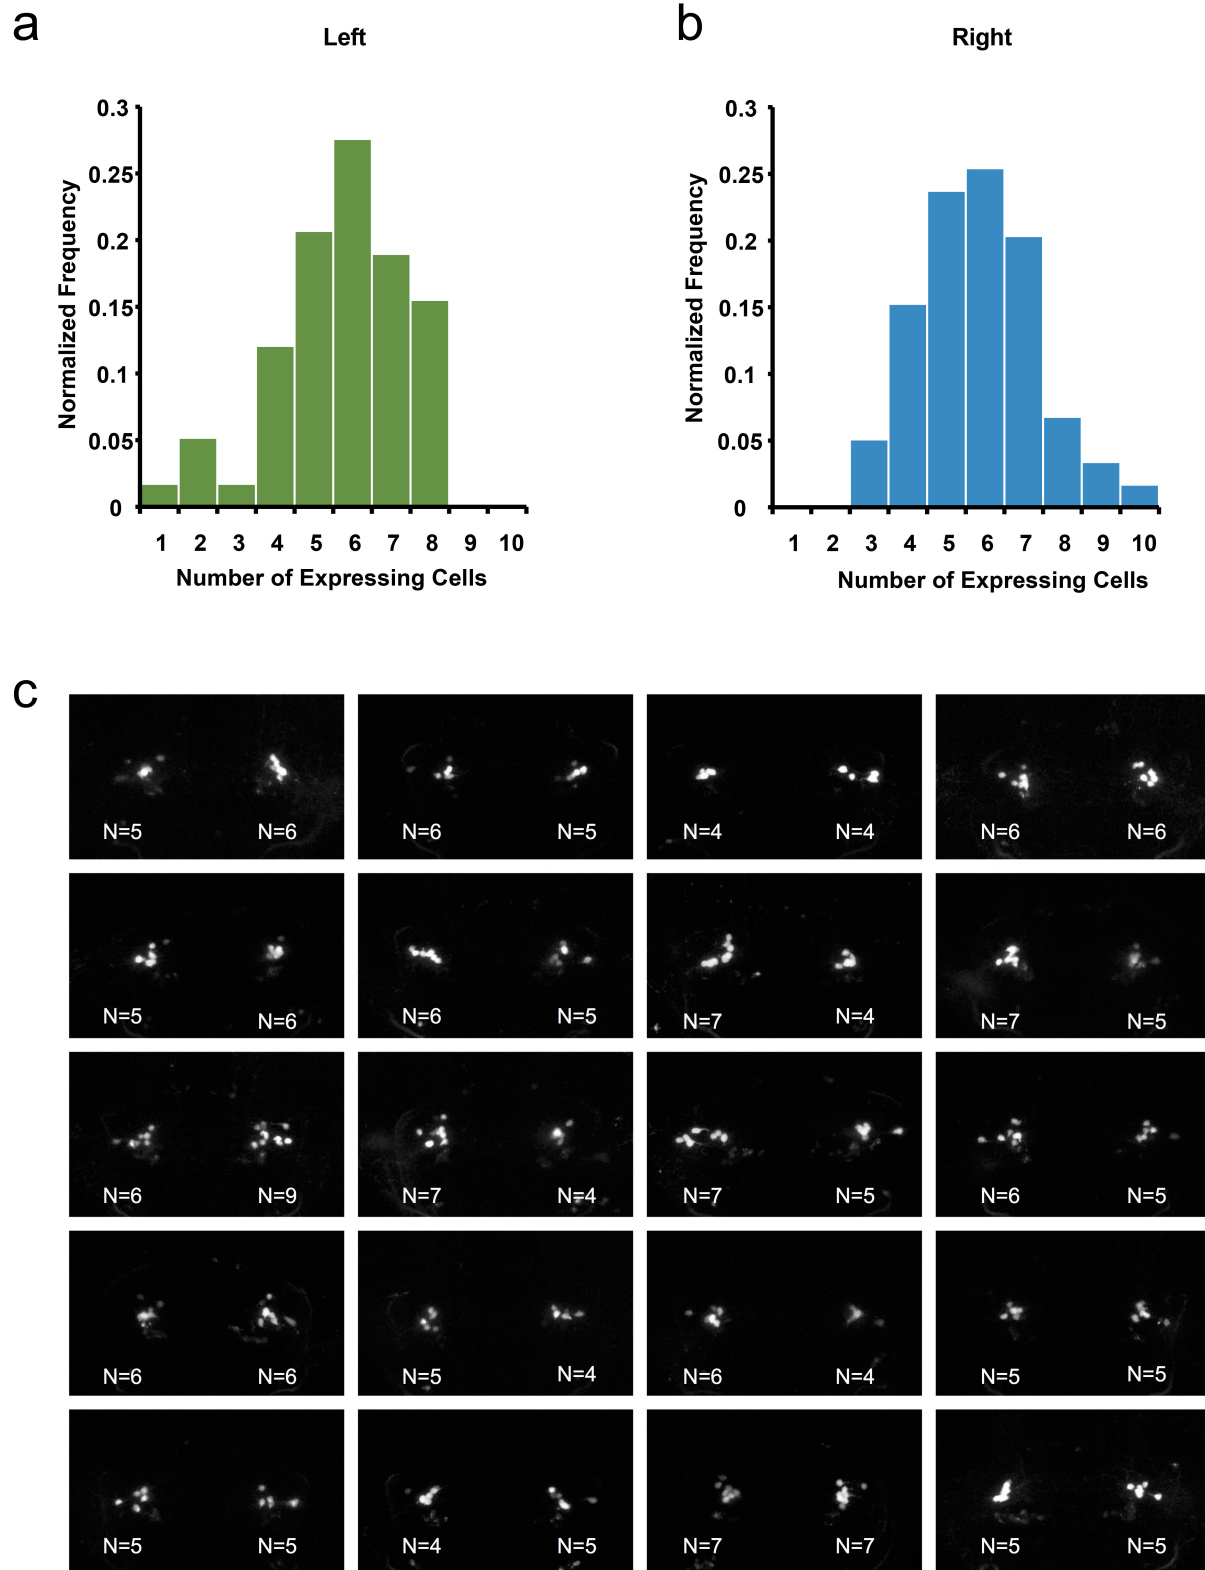 a
Left
0.3
0.25
0.2
0.15
0.1
0.05
0
Normalized Frequency
1 2 3 4 5 6 7 8 9 10
Number of Expressing Cells
b
Right
0.3
0.25
0.2
0.15
0.1
0.05
0
Normalized Frequency
1 2 3 4 5 6 7 8 9 10
Number of Expressing Cells
c
N=5 N=6 N=6 N=5 N=4 N=4 N=6 N=6
N=5 N=6 N=6 N=5 N=7 N=4 N=7 N=5
N=6 N=9 N=7 N=4 N=7 N=5 N=6 N=5
N=6 N=6 N=5 N=4 N=6 N=4 N=5 N=5
N=5 N=5 N=4 N=5 N=7 N=7 N=5 N=5